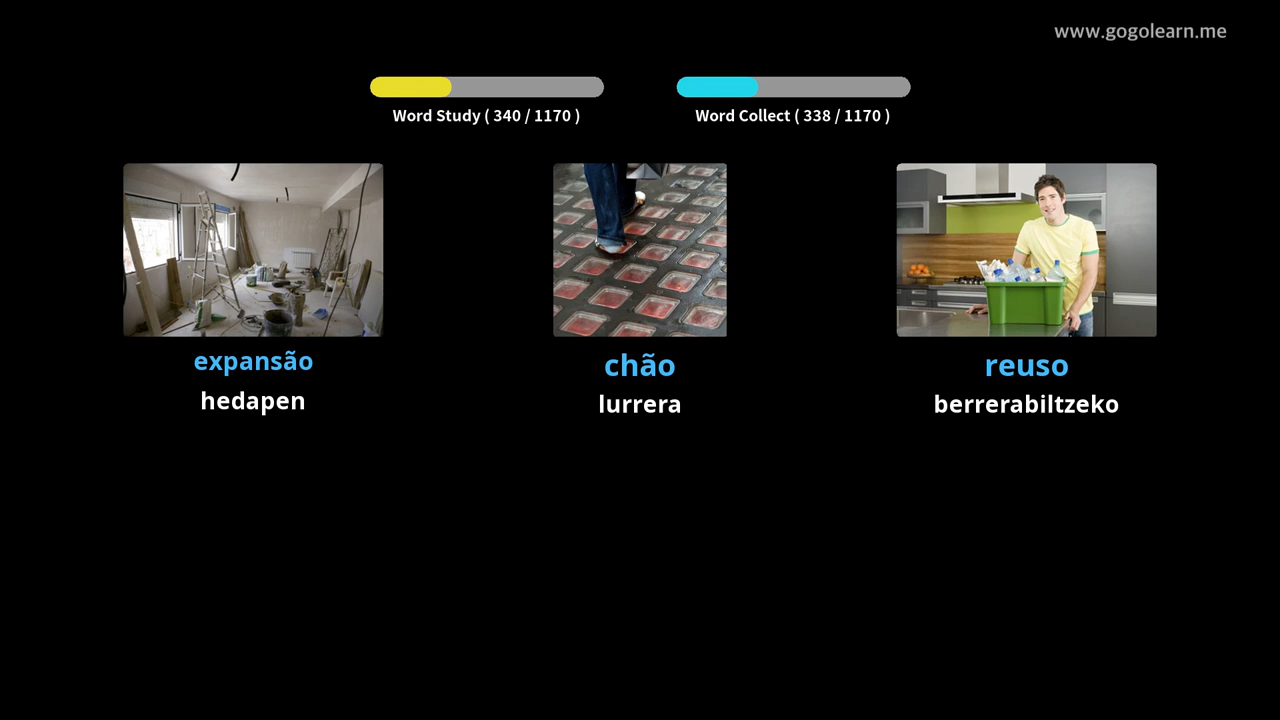 www.gogolearn.me
Word Study ( 340 / 1170 )
Word Collect ( 338 / 1170 )
expansão
hedapen
chão
lurrera
reuso
berrerabiltzeko